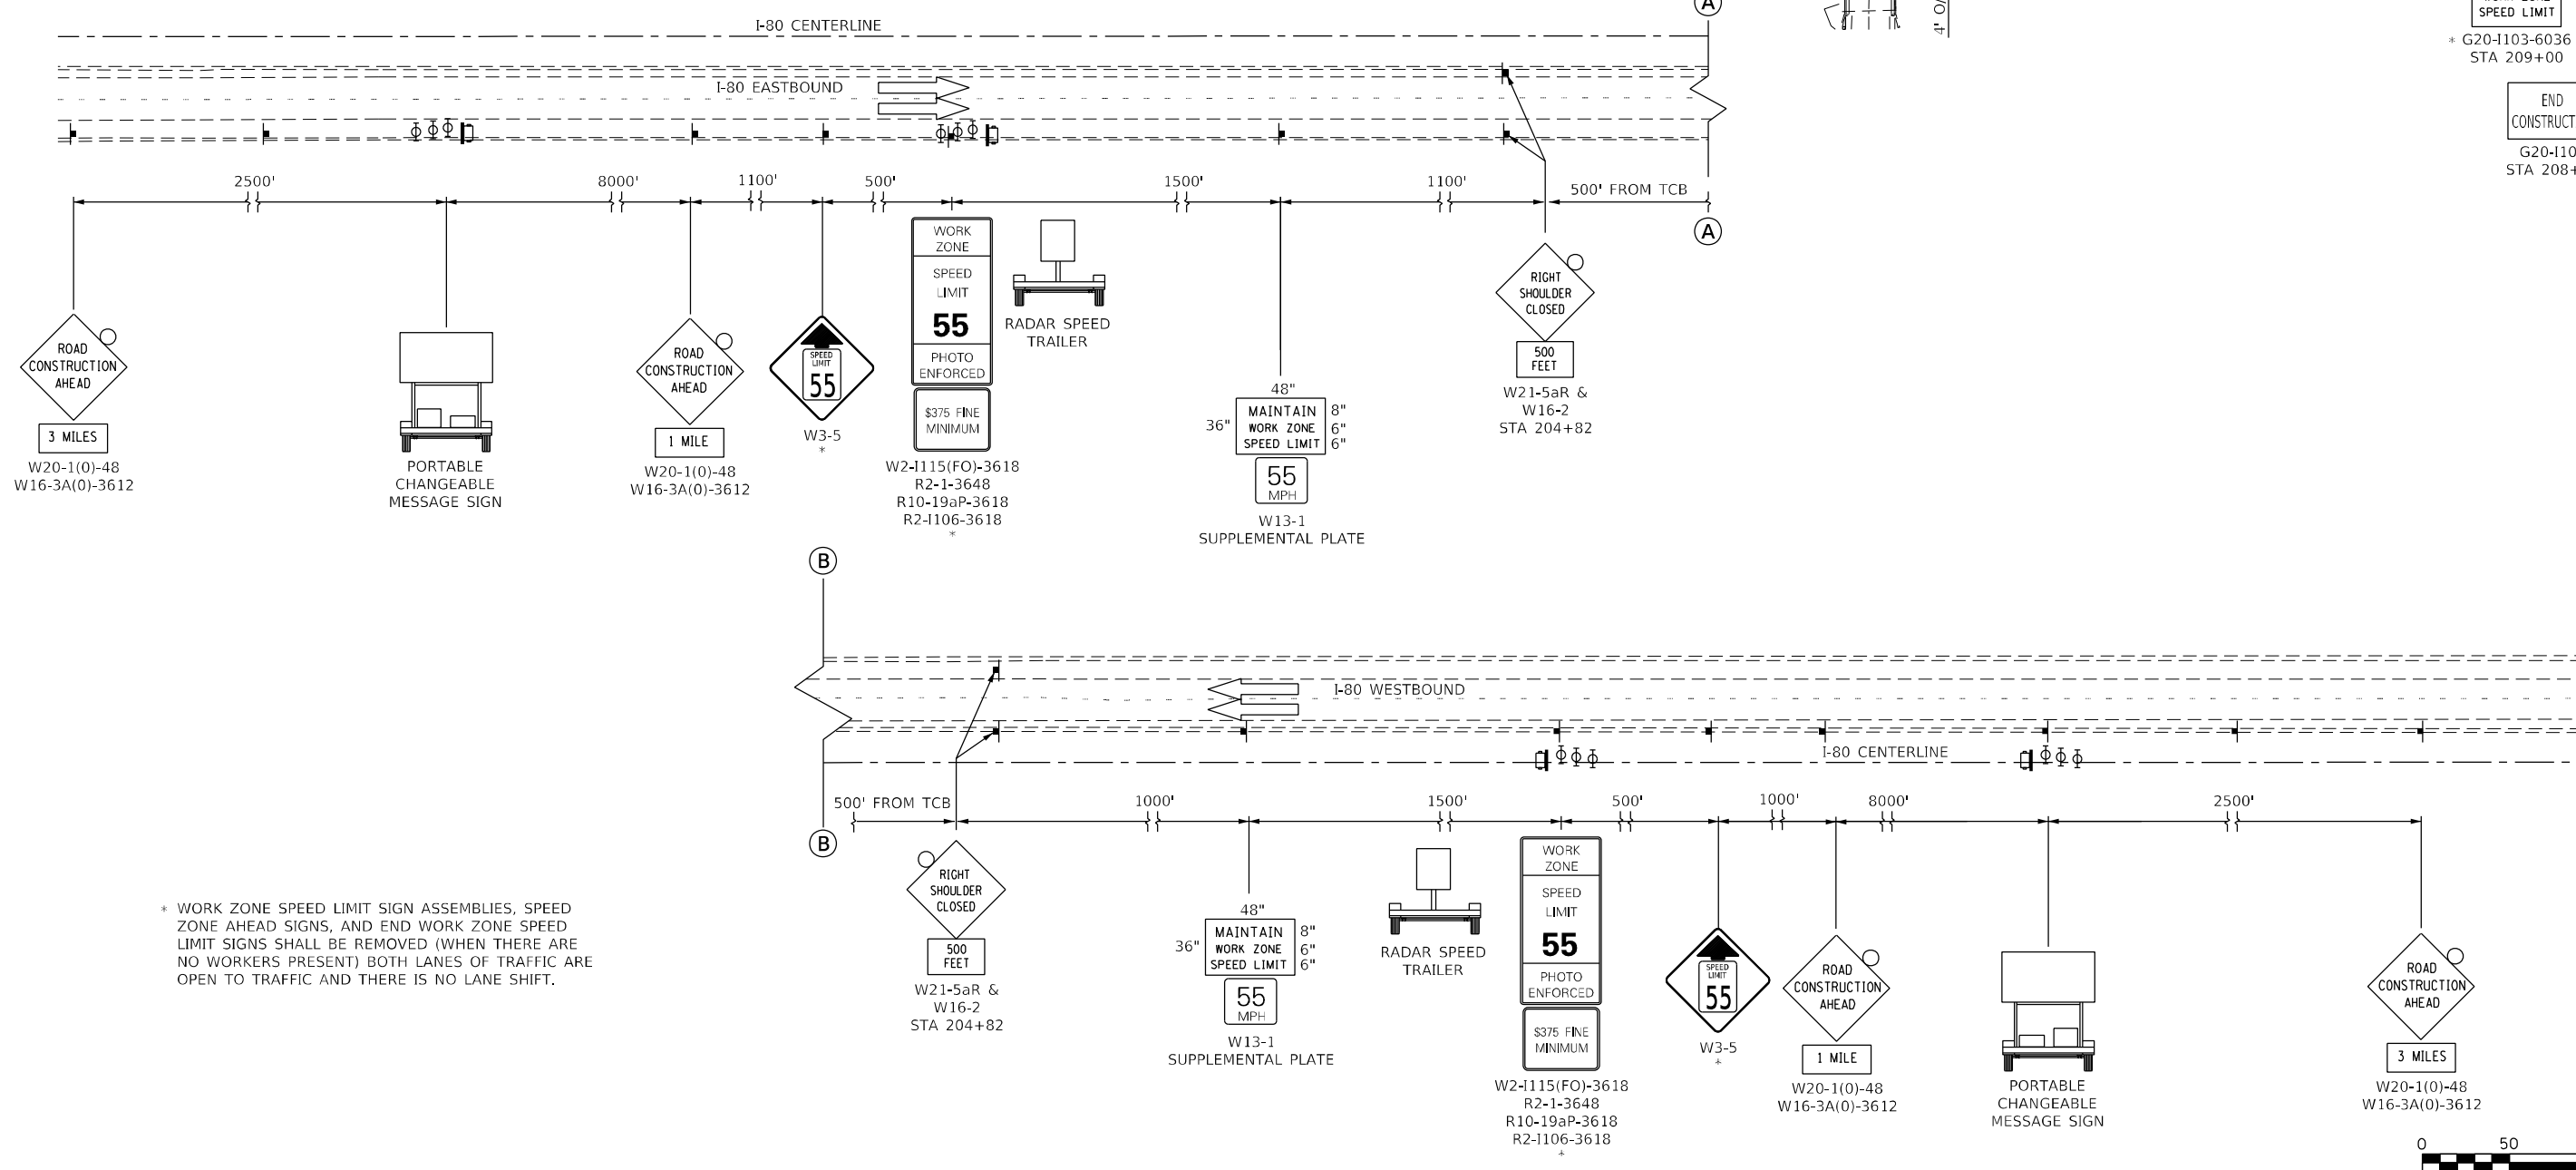 I-80 CENTERLINE
I-80 EASTBOUND
A
4' O
WORK ZONE
SPEED LIMIT
* G20-I103-6036
STA 209+00
END
CONSTRUCT
G20-I10
STA 208+
2500'
8000'
1100'
500'
1500'
1100'
500' FROM TCB
A
ROAD
CONSTRUCTION
AHEAD
3 MILES
W20-1(0)-48
W16-3A(0)-3612
PORTABLE
CHANGEABLE
MESSAGE SIGN
ROAD
CONSTRUCTION
AHEAD
1 MILE
W20-1(0)-48
W16-3A(0)-3612
SPEED
LIMIT
55
W3-5
*
WORK
ZONE
SPEED
LIMIT
55
PHOTO
ENFORCED
$375 FINE
MINIMUM
W2-I115(FO)-3618
R2-1-3648
R10-19aP-3618
R2-I106-3618
*
RADAR SPEED
TRAILER
48"
36"
MAINTAIN 8"
WORK ZONE 6"
SPEED LIMIT 6"
55
MPH
W13-1
SUPPLEMENTAL PLATE
RIGHT
SHOULDER
CLOSED
500
FEET
W21-5aR &
W16-2
STA 204+82
B
I-80 WESTBOUND
I-80 CENTERLINE
500' FROM TCB
1000'
1500'
500'
1000'
8000'
2500'
B
* WORK ZONE SPEED LIMIT SIGN ASSEMBLIES, SPEED
ZONE AHEAD SIGNS, AND END WORK ZONE SPEED
LIMIT SIGNS SHALL BE REMOVED (WHEN THERE ARE
NO WORKERS PRESENT) BOTH LANES OF TRAFFIC ARE
OPEN TO TRAFFIC AND THERE IS NO LANE SHIFT.
RIGHT
SHOULDER
CLOSED
500
FEET
W21-5aR &
W16-2
STA 204+82
48"
36"
MAINTAIN 8"
WORK ZONE 6"
SPEED LIMIT 6"
55
MPH
W13-1
SUPPLEMENTAL PLATE
RADAR SPEED
TRAILER
WORK
ZONE
SPEED
LIMIT
55
PHOTO
ENFORCED
$375 FINE
MINIMUM
W2-I115(FO)-3618
R2-1-3648
R10-19aP-3618
R2-I106-3618
*
SPEED
LIMIT
55
W3-5
*
ROAD
CONSTRUCTION
AHEAD
1 MILE
W20-1(0)-48
W16-3A(0)-3612
PORTABLE
CHANGEABLE
MESSAGE SIGN
ROAD
CONSTRUCTION
AHEAD
3 MILES
W20-1(0)-48
W16-3A(0)-3612
0 50